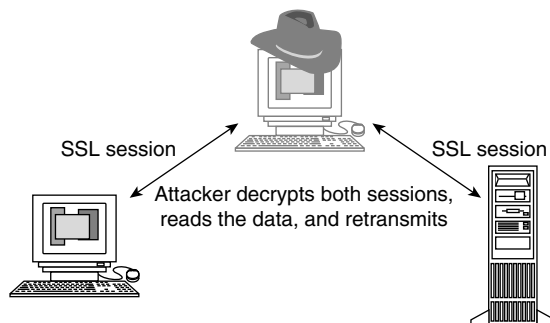 SSL session
SSL session
Attacker decrypts both sessions,
reads the data, and retransmits